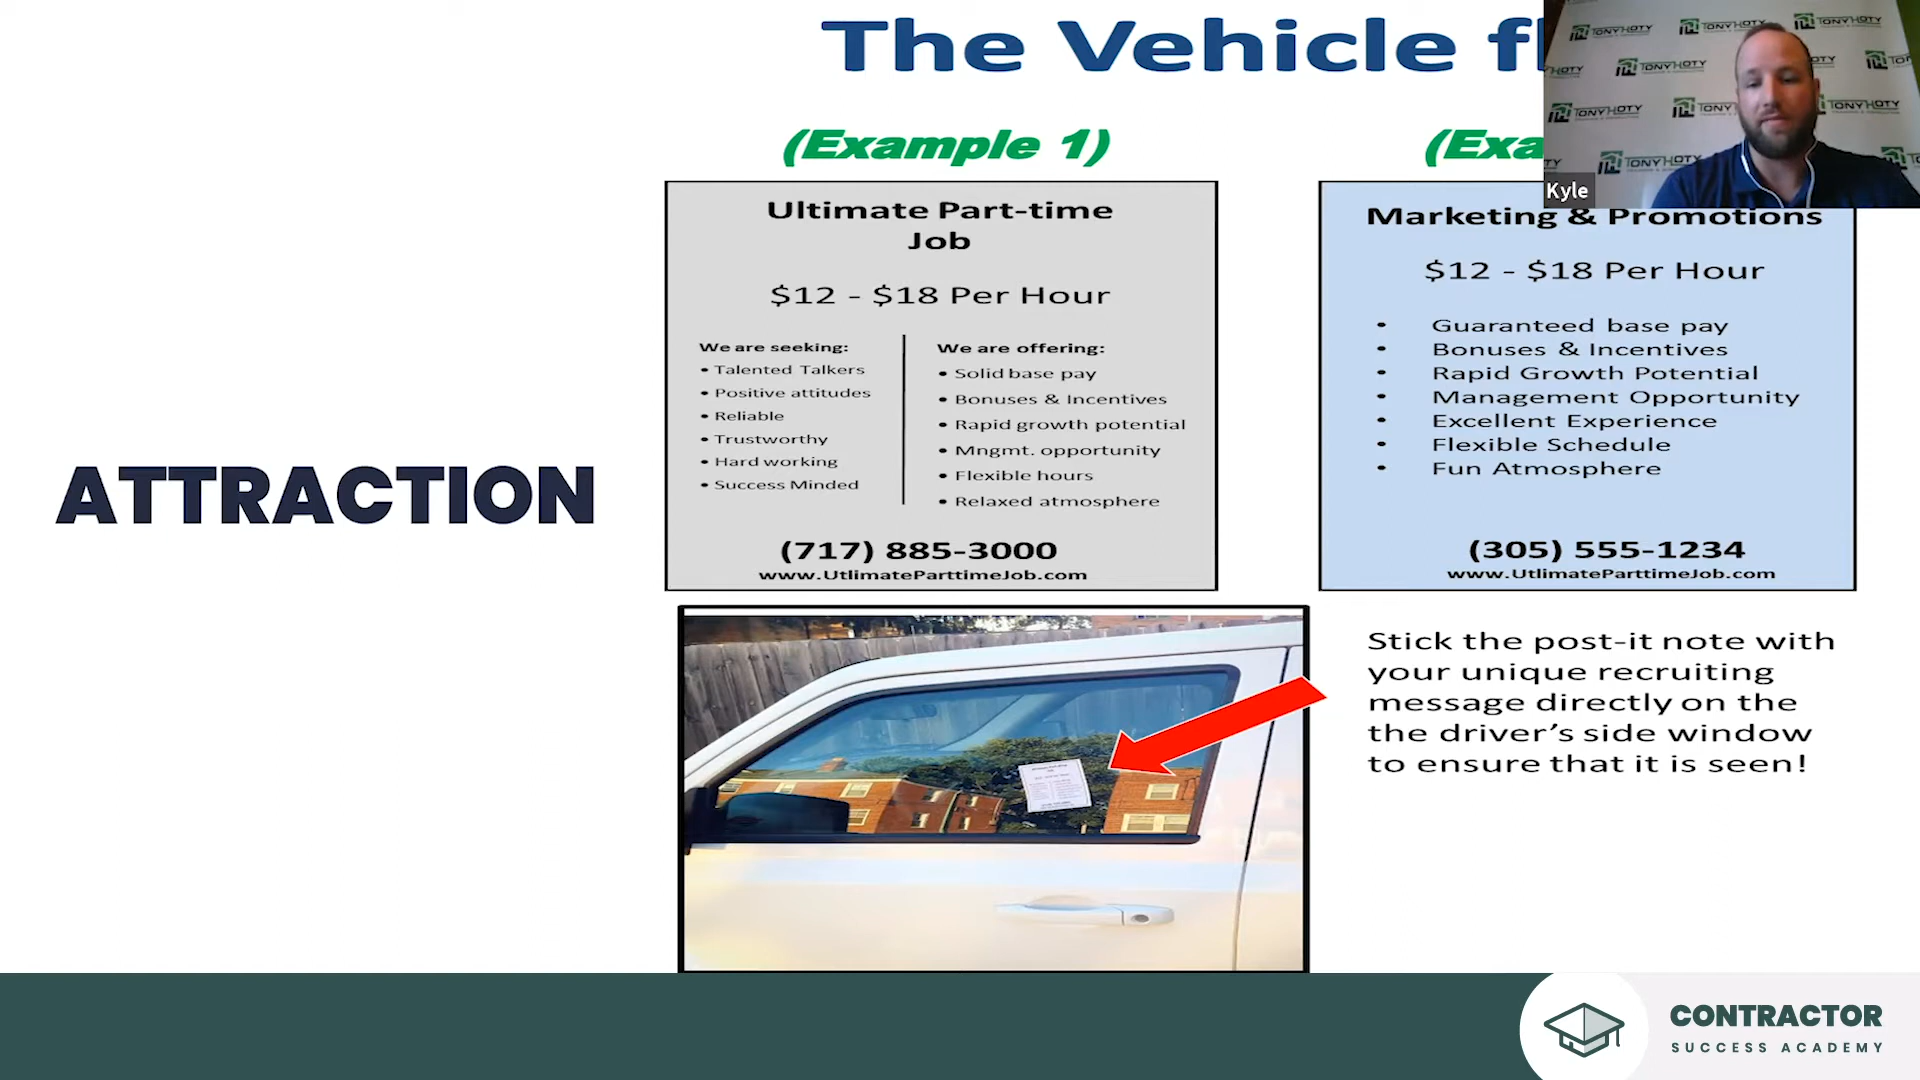 The Vehicle fl
(Example 1)
(Exa
Ultimate Part-time
Job
$12 - $18 Per Hour
We are seeking:
• Talented Talkers
• Positive attitudes
• Reliable
• Trustworthy
• Hard working
• Success Minded
We are offering:
• Solid base pay
• Bonuses & Incentives
• Rapid growth potential
• Mngmt. opportunity
• Flexible hours
• Relaxed atmosphere
(717) 885-3000
www.UtlimateParttimeJob.com
Marketing & Promotions
$12 - $18 Per Hour
• Guaranteed base pay
• Bonuses & Incentives
• Rapid Growth Potential
• Management Opportunity
• Excellent Experience
• Flexible Schedule
• Fun Atmosphere
(305) 555-1234
www.UtlimateParttimeJob.com
TONY HOTY
Kyle
ATTRACTION
Stick the post-it note with
your unique recruiting
message directly on the
the driver's side window
to ensure that it is seen!
CONTRACTOR
SUCCESS ACADEMY